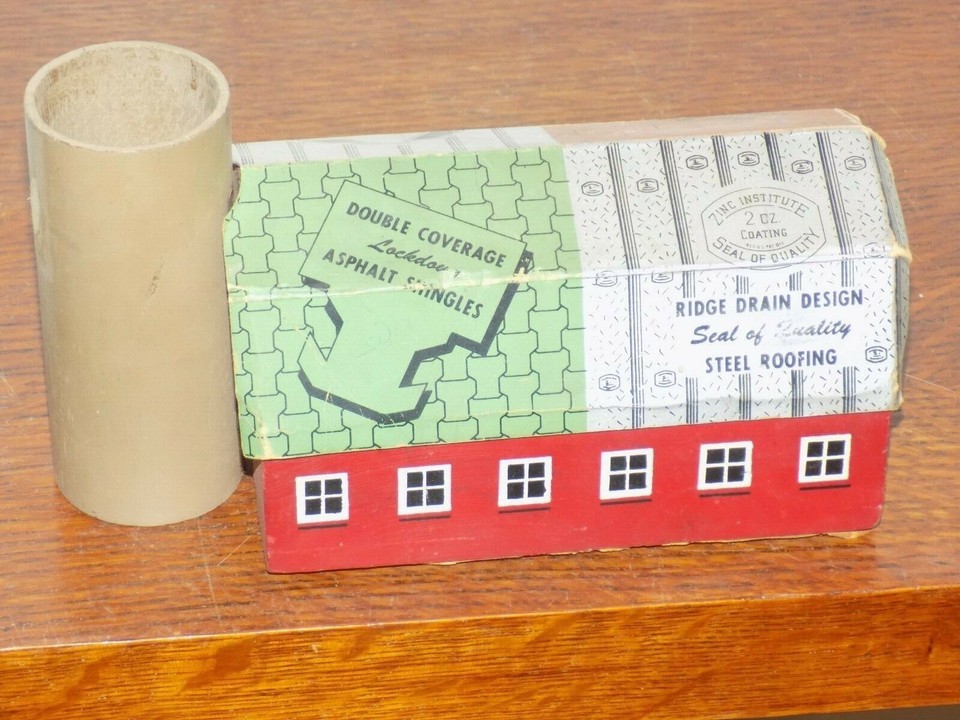 DOUBLE COVERAGE
Lockdown
ASPHALT SHINGLES
ZINC INSTITUTE
2 OZ.
COATING
SEAL OF QUALITY
RIDGE DRAIN DESIGN
Seal of Quality
STEEL ROOFING